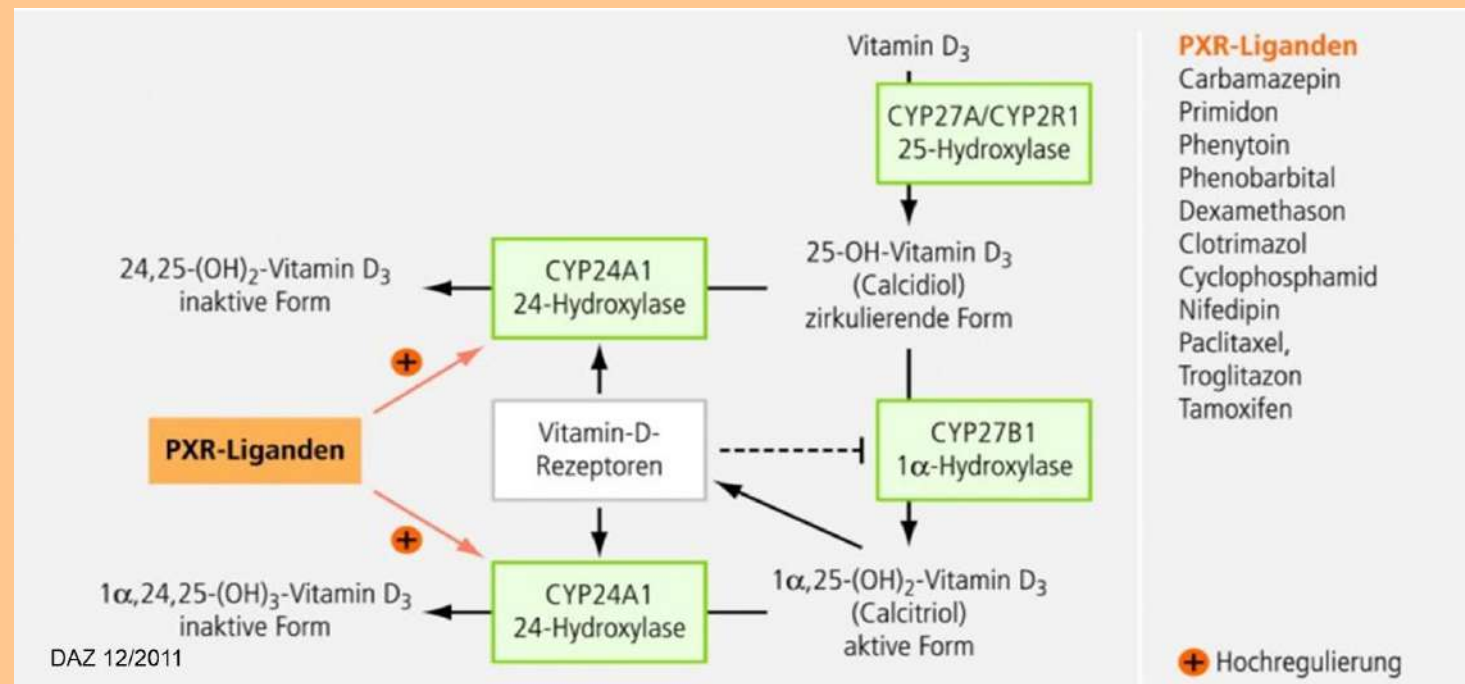 Vitamin D₃
CYP27A/CYP2R1
25-Hydroxylase
25-OH-Vitamin D₃
(Calcidiol)
zirkulierende Form
CYP24A1
24-Hydroxylase
24,25-(OH)₂-Vitamin D₃
inaktive Form
+
PXR-Liganden
Vitamin-D-
Rezeptoren
CYP27B1
1α-Hydroxylase
+
1α,25-(OH)₂-Vitamin D₃
(Calcitriol)
aktive Form
CYP24A1
24-Hydroxylase
1α,24,25-(OH)₃-Vitamin D₃
inaktive Form
DAZ 12/2011
PXR-Liganden
Carbamazepin
Primidon
Phenytoin
Phenobarbital
Dexamethason
Clotrimazol
Cyclophosphamid
Nifedipin
Paclitaxel,
Troglitazon
Tamoxifen
+ Hochregulierung